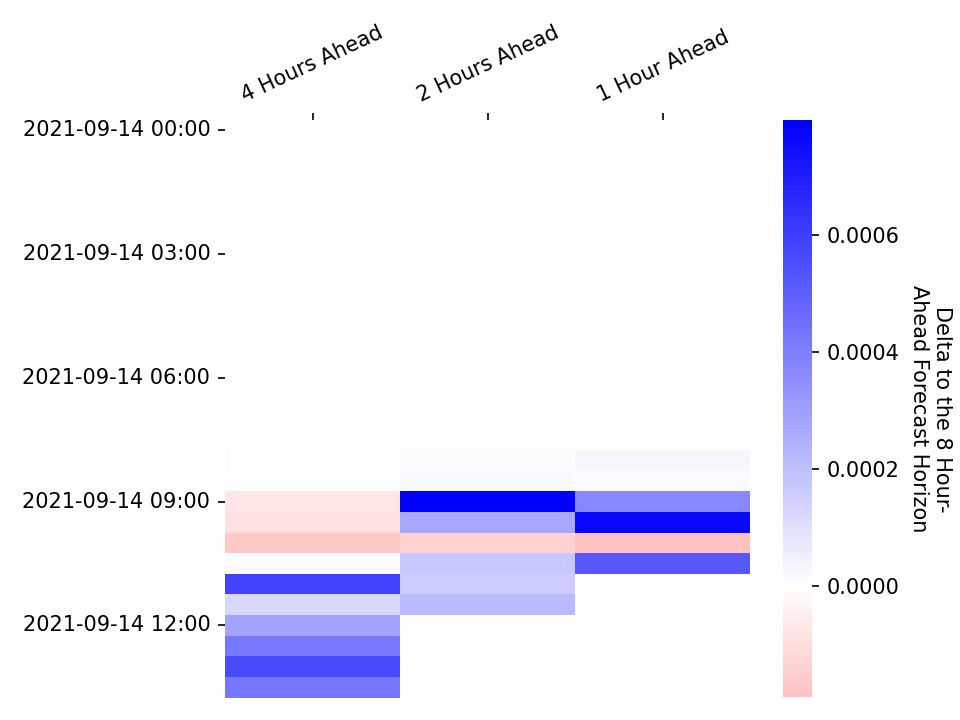 4 Hours Ahead
2 Hours Ahead
1 Hour Ahead
2021-09-14 00:00
2021-09-14 03:00
2021-09-14 06:00
2021-09-14 09:00
2021-09-14 12:00
0.0006
0.0004
0.0002
0.0000
Delta to the 8 Hour-
Ahead Forecast Horizon